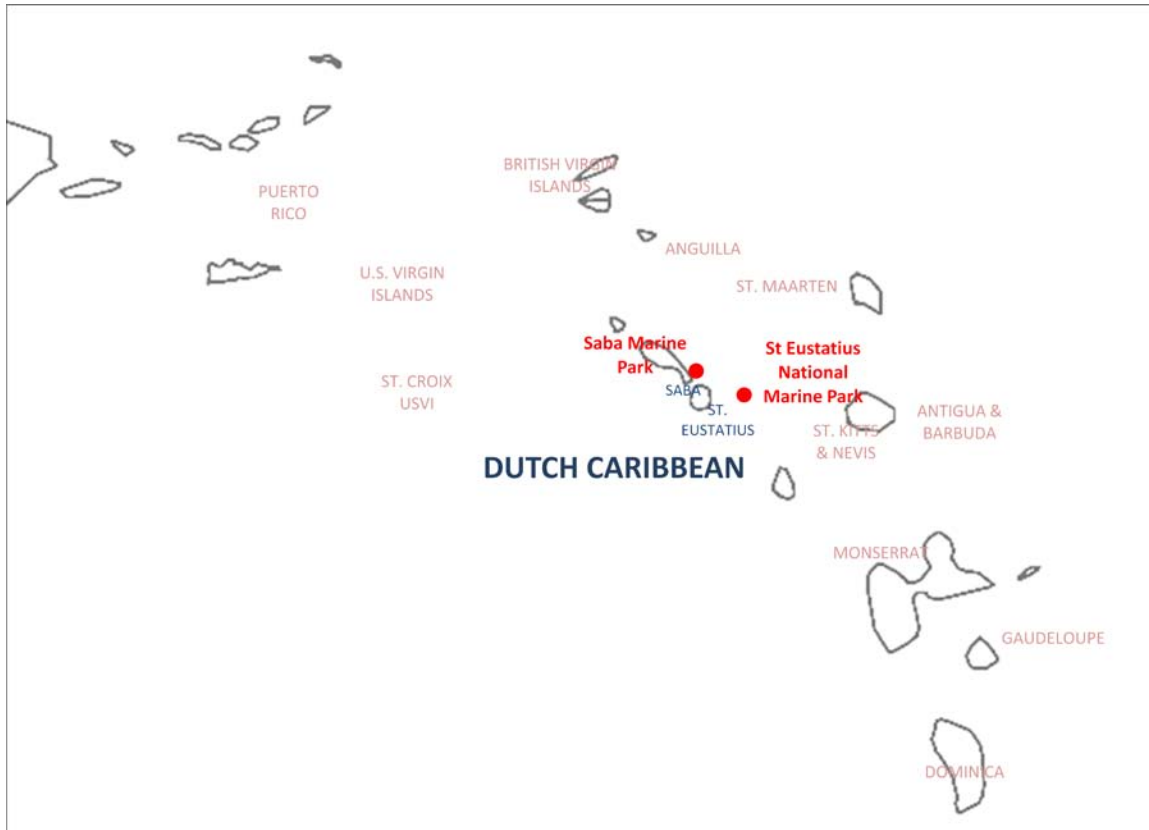 BRITISH VIRGIN
ISLANDS
PUERTO
RICO
ANGUILLA
U.S. VIRGIN
ISLANDS
ST. MAARTEN
Saba Marine
Park
St Eustatius
National
Marine Park
ST. CROIX
USVI
SABA
ST.
EUSTATIUS
ST. KITTS
& NEVIS
ANTIGUA &
BARBUDA
DUTCH CARIBBEAN
MONSERRAT
GAUDELOUPE
DOMINICA